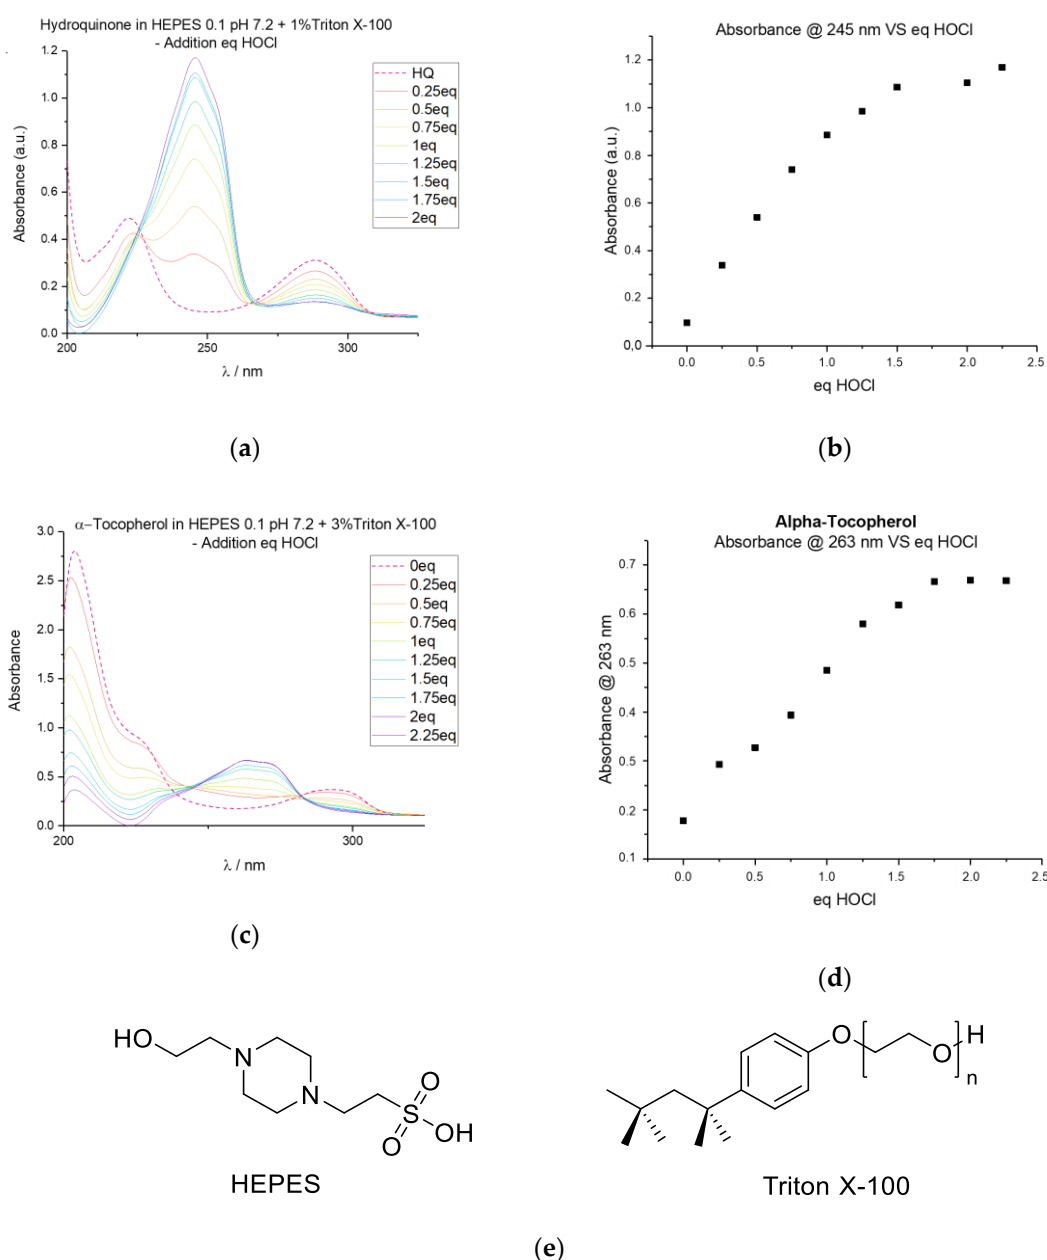 Hydroquinone in HEPES 0.1 pH 7.2 + 1%Triton X-100
- Addition eq HOCl
1.2
1.0
0.8
0.6
0.4
0.2
0.0
Absorbance (a.u.)
200
250
300
λ / nm
HQ
0.25eq
0.5eq
0.75eq
1eq
1.25eq
1.5eq
1.75eq
2eq
(a)
Absorbance @ 245 nm VS eq HOCl
1.2
1.0
0.8
0.6
0.4
0.2
0,0
Absorbance (a.u.)
0.0
0.5
1.0
1.5
2.0
2.5
eq HOCl
(b)
α–Tocopherol in HEPES 0.1 pH 7.2 + 3%Triton X-100
- Addition eq HOCl
3.0
2.5
2.0
1.5
1.0
0.5
0.0
Absorbance
200
300
λ / nm
0eq
0.25eq
0.5eq
0.75eq
1eq
1.25eq
1.5eq
1.75eq
2eq
2.25eq
(c)
Alpha-Tocopherol
Absorbance @ 263 nm VS eq HOCl
0.7
0.6
0.5
0.4
0.5
0.2
0.1
Absorbance @ 263 nm
0.0
0.5
1.0
1.5
2.0
2.5
eq HOCl
(d)
HO
N
N
O
S
O
OH
HEPES
O
O
H
n
Triton X-100
(e)